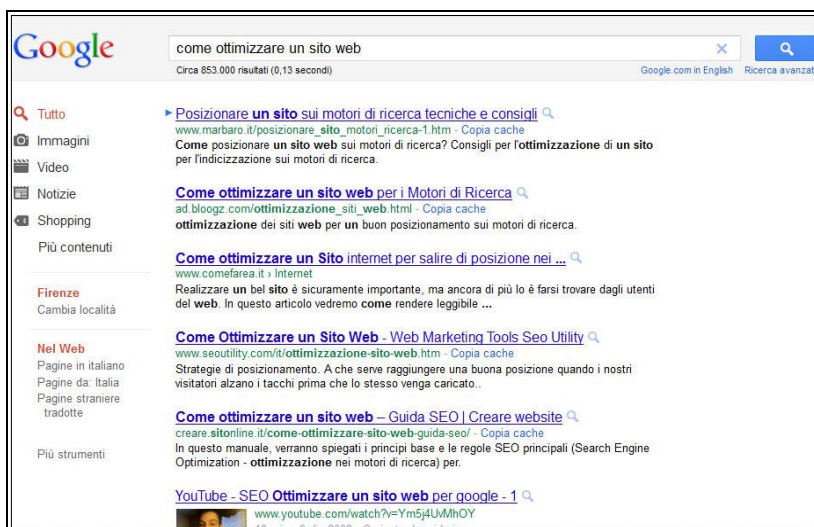 Google
come ottimizzare un sito web
Circa 853.000 risultati (0,13 secondi)
Google.com in English Ricerca avanzat
Tutto
Immagini
Video
Notizie
Shopping
Più contenuti
Firenze
Cambia località
Nel Web
Pagine in italiano
Pagine da: Italia
Pagine straniere
tradotte
Più strumenti
Posizionare un sito sui motori di ricerca tecniche e consigli
www.marbaro.it/posizionare_sito_motori_ricerca-1.htm - Copia cache
Come posizionare un sito web sui motori di ricerca? Consigli per l'ottimizzazione di un sito
per l'indicizzazione sui motori di ricerca.
Come ottimizzare un sito web per i Motori di Ricerca
ad.bloogz.com/ottimizzazione_siti_web.html - Copia cache
ottimizzazione dei siti web per un buon posizionamento sui motori di ricerca.
Come ottimizzare un Sito internet per salire di posizione nei ...
www.comefarea.it › Internet
Realizzare un bel sito è sicuramente importante, ma ancora di più lo è farsi trovare dagli utenti
del web. In questo articolo vedremo come rendere leggibile ...
Come Ottimizzare un Sito Web - Web Marketing Tools Seo Utility
www.seoutility.com/it/ottimizzazione-sito-web.htm - Copia cache
Strategie di posizionamento. A che serve raggiungere una buona posizione quando i nostri
visitatori alzano i tacchi prima che lo stesso venga caricato..
Come ottimizzare un sito web – Guida SEO | Creare website
creare.sitonline.it/come-ottimizzare-sito-web-guida-seo/ - Copia cache
In questo manuale, verranno spiegati i principi base e le regole SEO principali (Search Engine
Optimization - ottimizzazione nei motori di ricerca) per.
YouTube - SEO Ottimizzare un sito web per google - 1
www.youtube.com/watch?v=Ym5j4UvMhOY